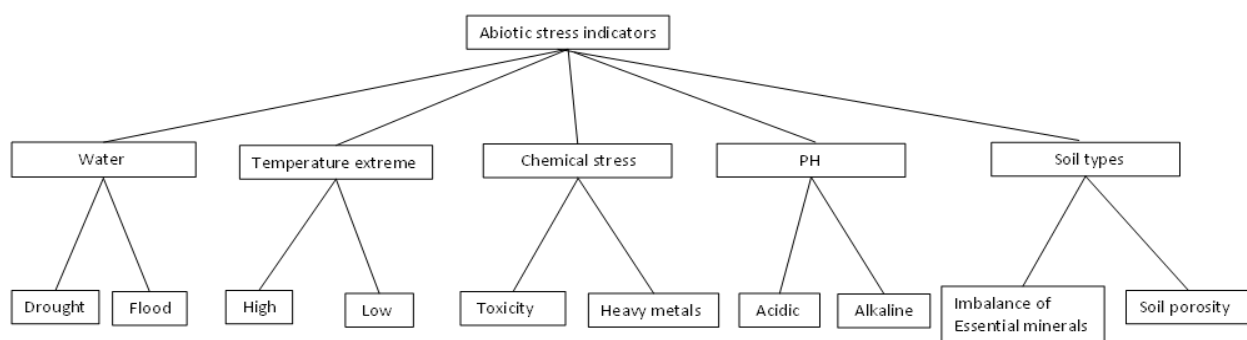 Abiotic stress indicators
Water
Temperature extreme
Chemical stress
PH
Soil types
Drought
Flood
High
Low
Toxicity
Heavy metals
Acidic
Alkaline
Imbalance of
Essential minerals
Soil porosity